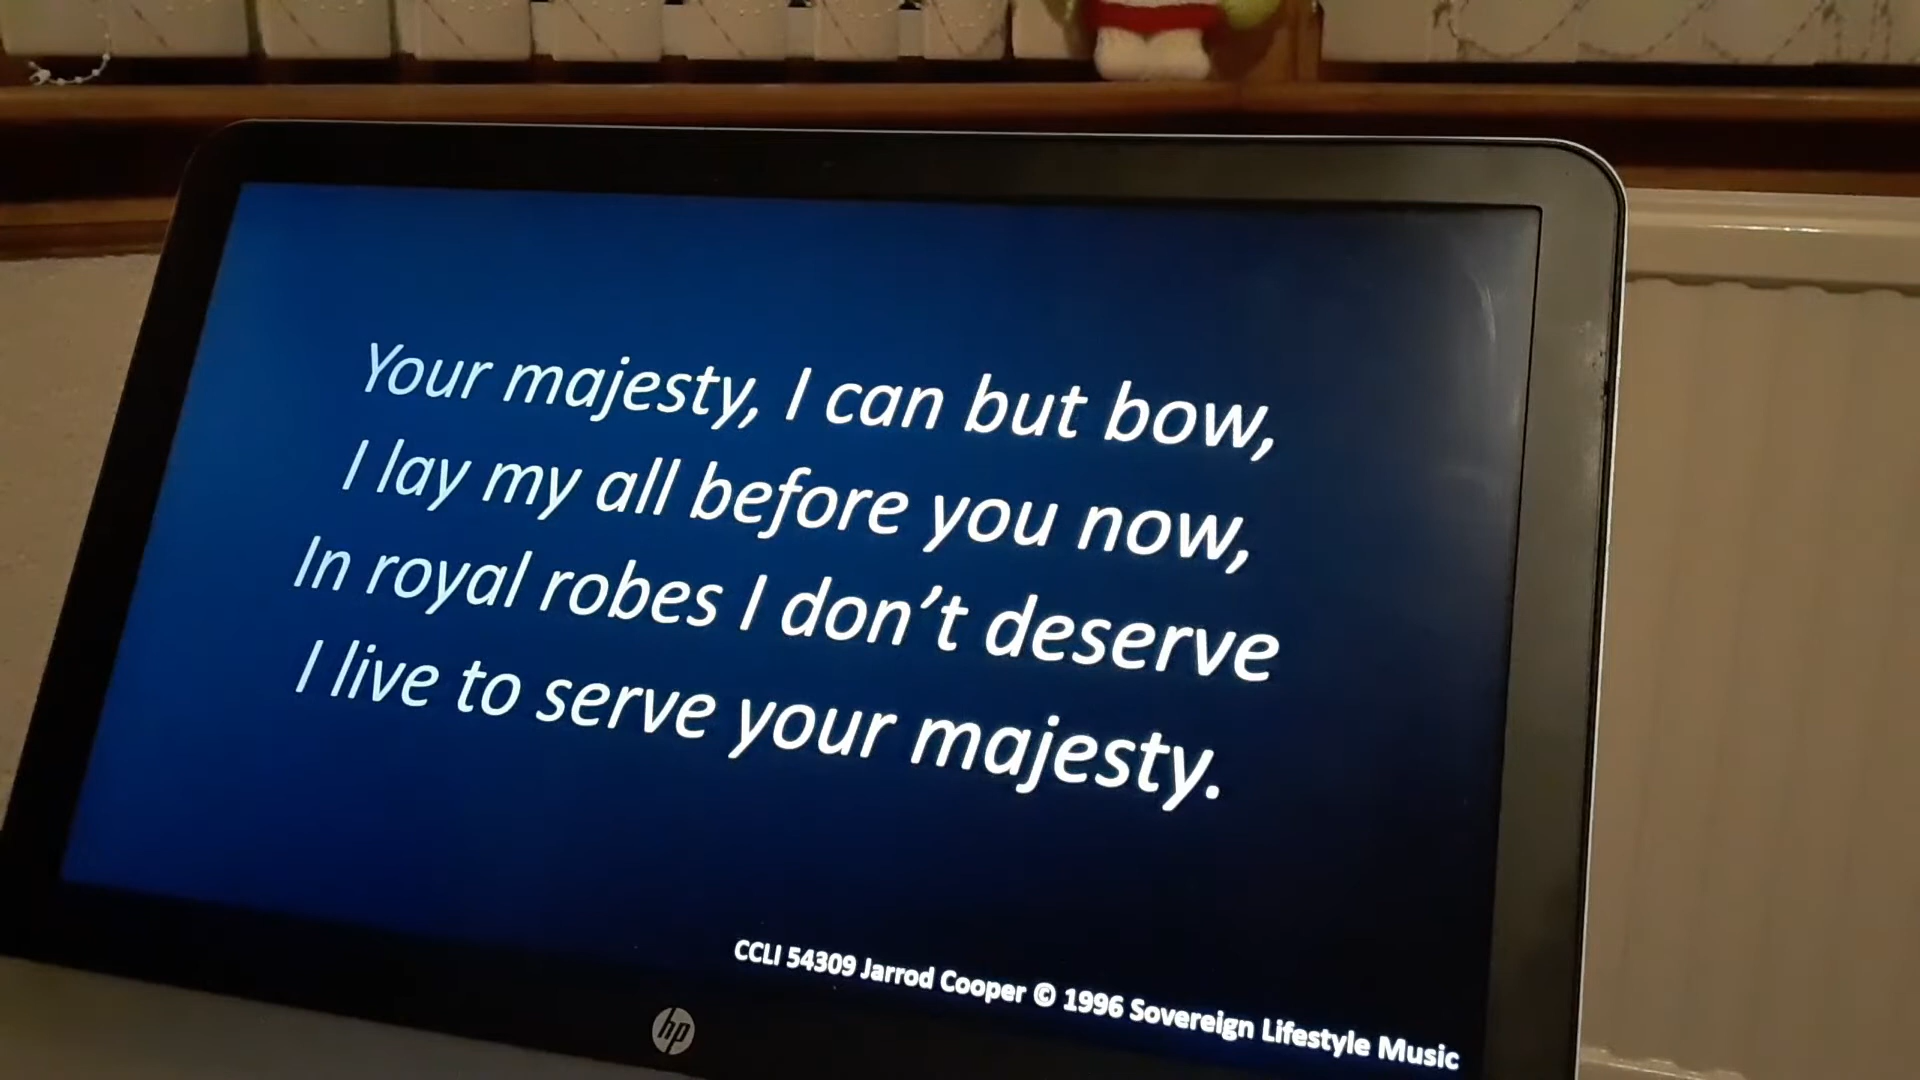 Your majesty, I can but bow,
I lay my all before you now,
In royal robes I don’t deserve
I live to serve your majesty.
CCLI 54309 Jarrod Cooper © 1996 Sovereign Lifestyle Music
hp